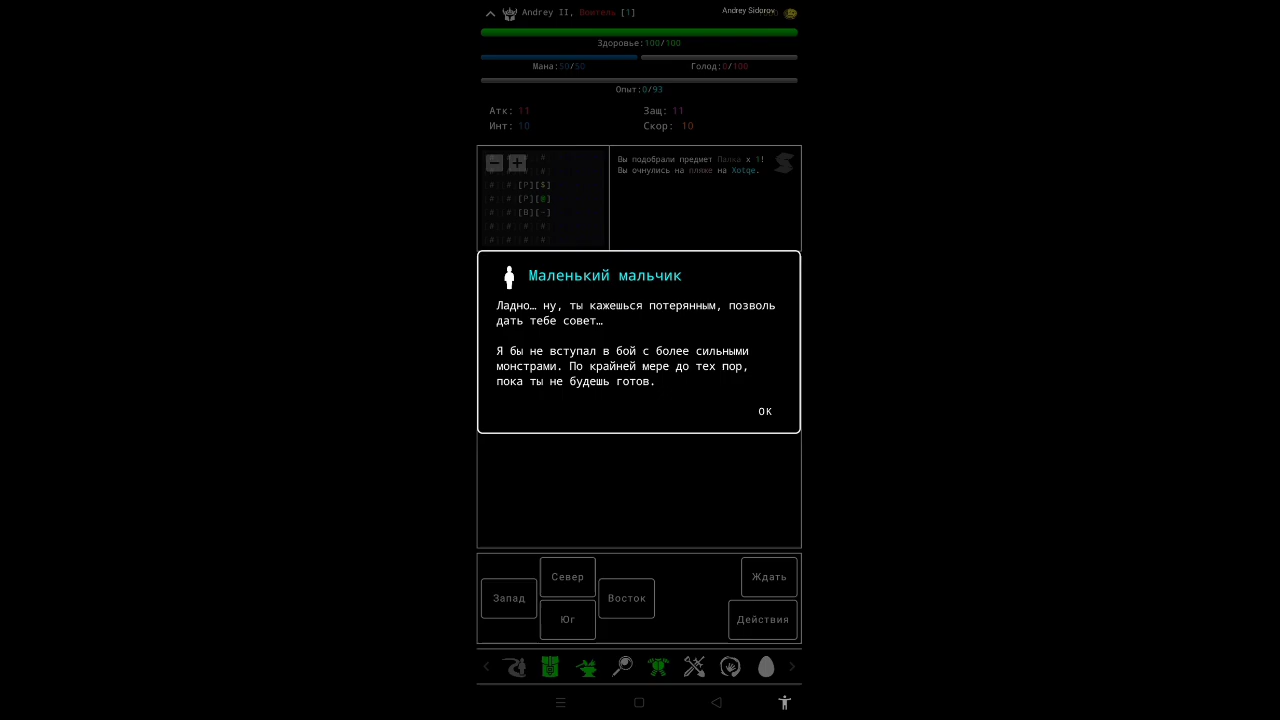 Andrey II, Воитель [1]
Andrey Sidorov
Здоровье:100/100
Мана:50/50
Голод:0/100
Опыт:0/93
Атк: 11
Защ: 11
Инт: 10
Скор: 10
Вы подобрали предмет Палка x 1!
Вы очнулись на пляже на Xotqe.
[P][$]
[P][@]
[B][~]
Маленький мальчик
Ладно… ну, ты кажешься потерянным, позволь
дать тебе совет…
Я бы не вступал в бой с более сильными
монстрами. По крайней мере до тех пор,
пока ты не будешь готов.
OK
Север
Ждать
Запад
Восток
Юг
Действия